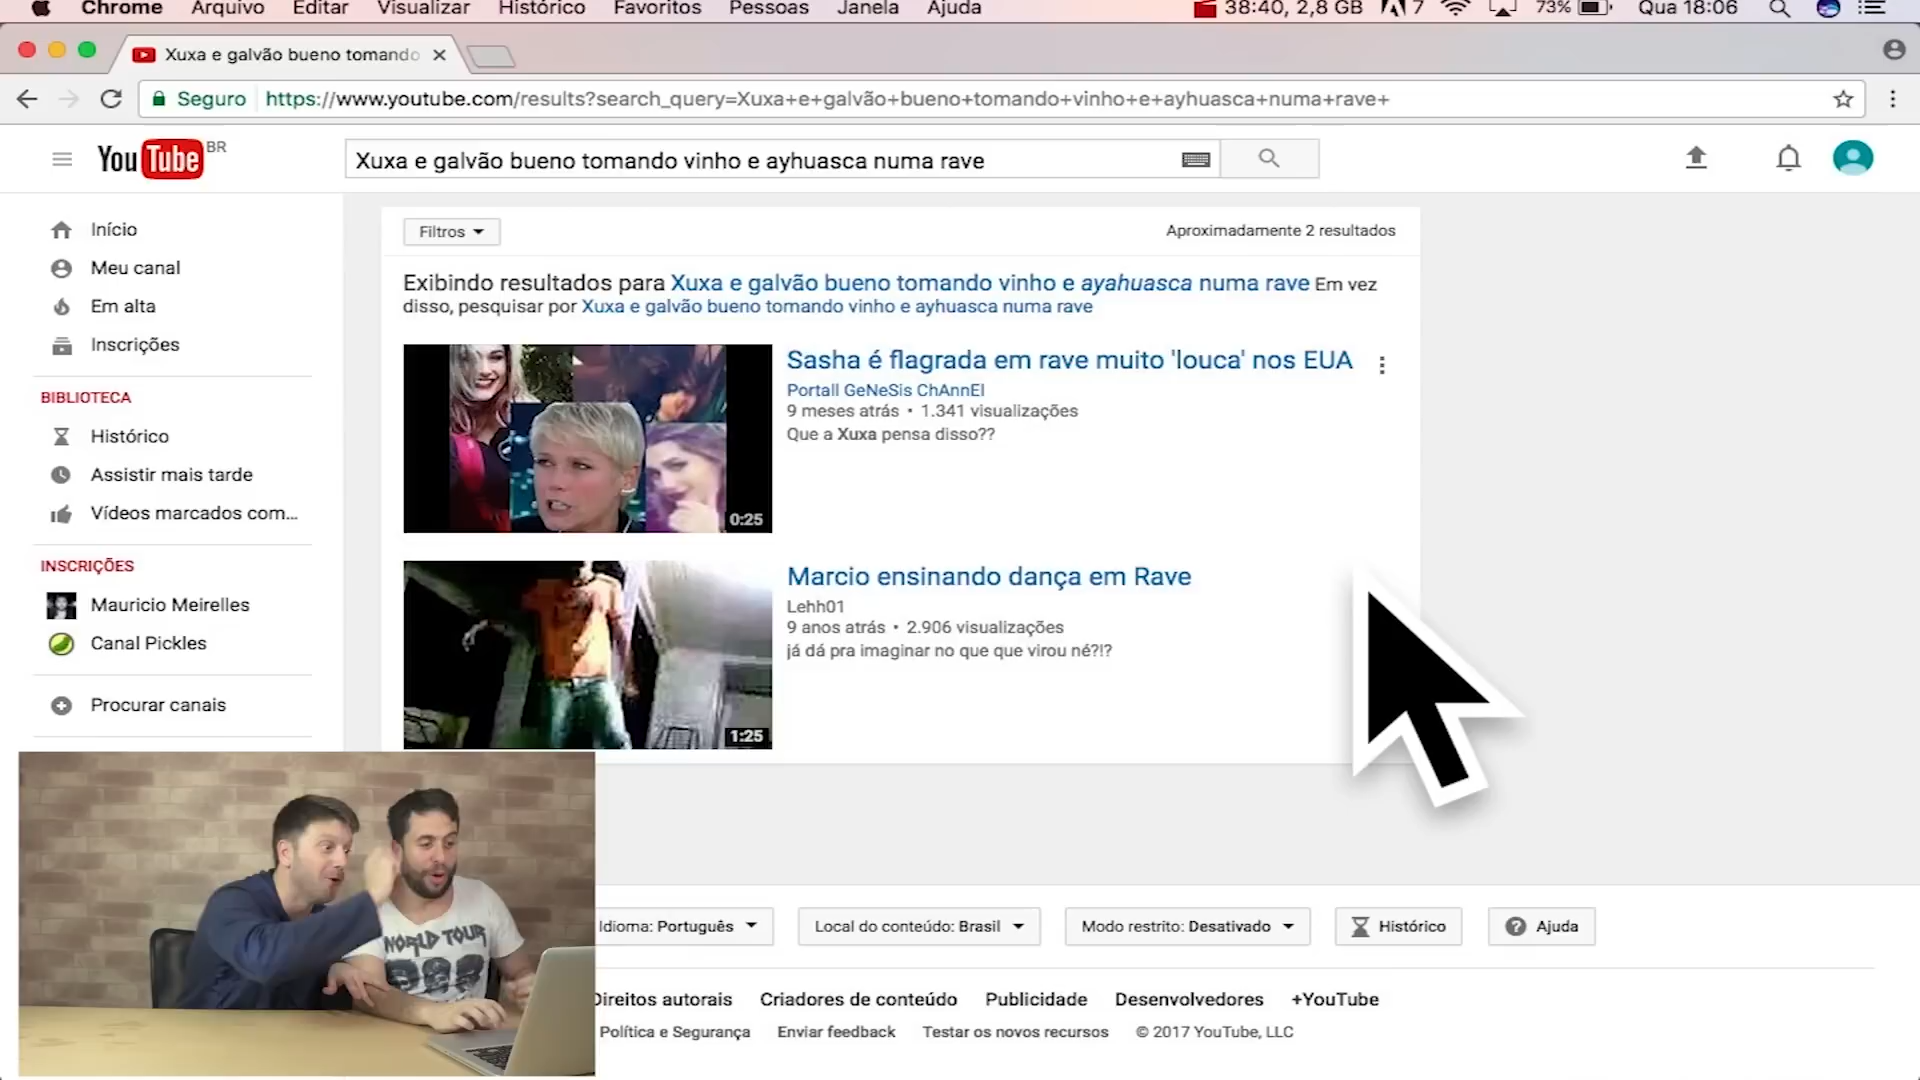 Chrome Arquivo Editar Visualizar Histórico Favoritos Pessoas Janela Ajuda 38:40, 2,8 GB 7 73% Qua 18:06
Xuxa e galvão bueno tomando
Seguro https://www.youtube.com/results?search_query=Xuxa+e+galvão+bueno+tomando+vinho+e+ayhuasca+numa+rave+
YouTube BR
Xuxa e galvão bueno tomando vinho e ayhuasca numa rave
Início
Meu canal
Em alta
Inscrições
BIBLIOTECA
Histórico
Assistir mais tarde
Vídeos marcados com...
INSCRIÇÕES
Mauricio Meirelles
Canal Pickles
Procurar canais
Filtros
Aproximadamente 2 resultados
Exibindo resultados para Xuxa e galvão bueno tomando vinho e ayahuasca numa rave Em vez
disso, pesquisar por Xuxa e galvão bueno tomando vinho e ayhuasca numa rave
Sasha é flagrada em rave muito 'louca' nos EUA
Portall GeNeSis ChAnnEl
9 meses atrás • 1.341 visualizações
Que a Xuxa pensa disso??
0:25
Marcio ensinando dança em Rave
Lehh01
9 anos atrás • 2.906 visualizações
já dá pra imaginar no que que virou né?!?
1:25
WORLD TOUR
Idioma: Português Local do conteúdo: Brasil Modo restrito: Desativado Histórico Ajuda
Direitos autorais Criadores de conteúdo Publicidade Desenvolvedores +YouTube
Política e Segurança Enviar feedback Testar os novos recursos © 2017 YouTube, LLC